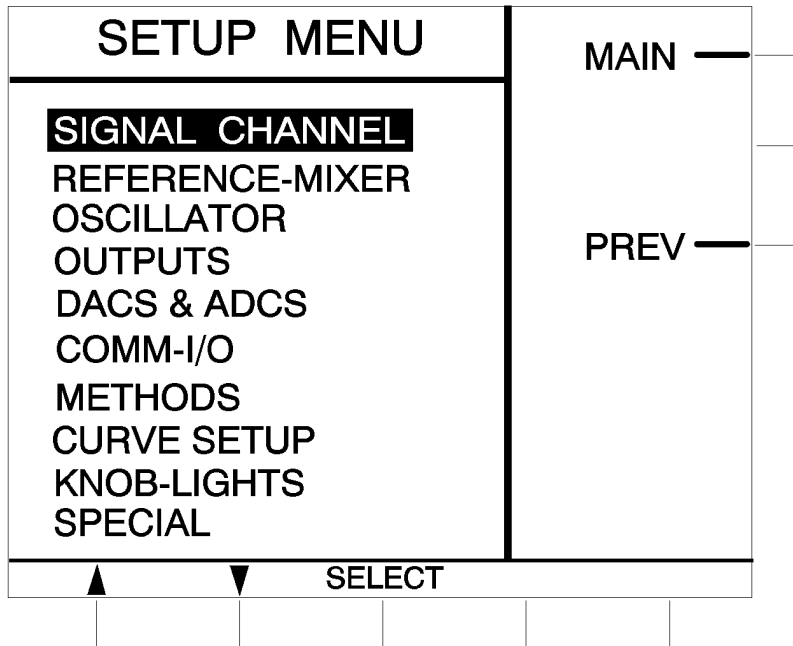 SETUP MENU
MAIN
SIGNAL CHANNEL
REFERENCE-MIXER
OSCILLATOR
OUTPUTS
PREV
DACS & ADCS
COMM-I/O
METHODS
CURVE SETUP
KNOB-LIGHTS
SPECIAL
SELECT